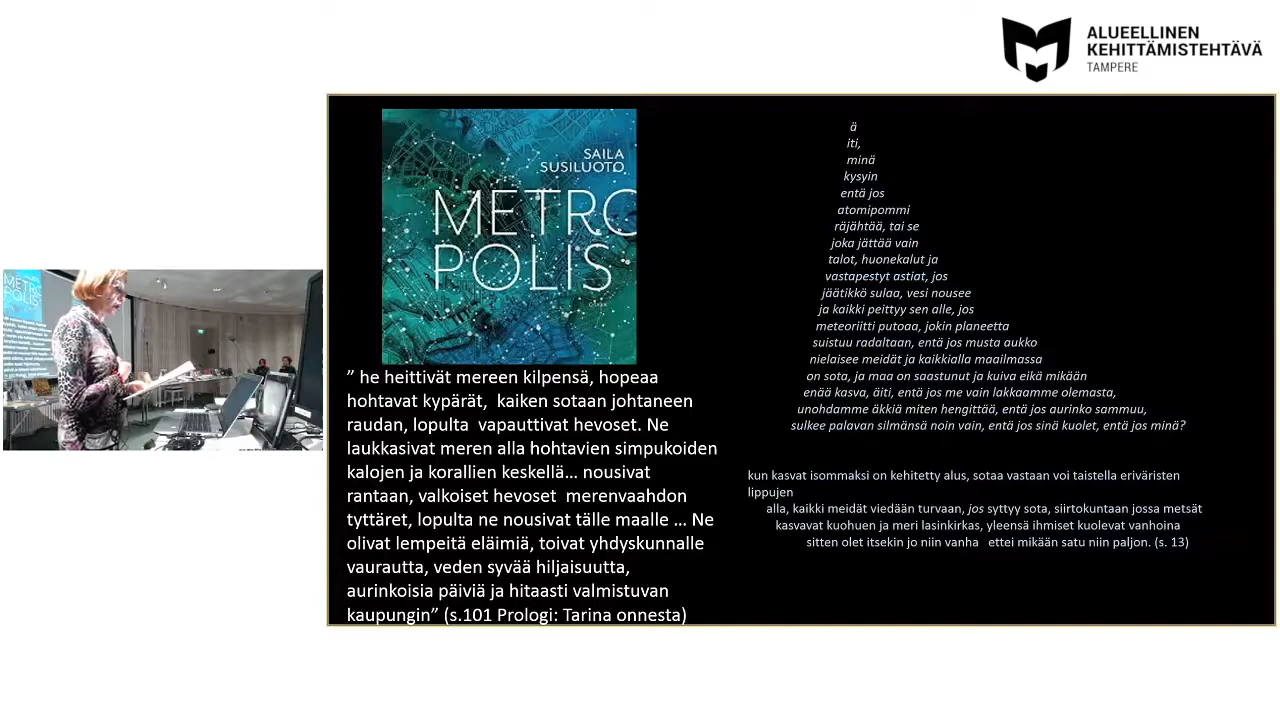 ALUEELLINEN
KEHITTÄMISTEHTÄVÄ
TAMPERE
SAILA
SUSILUOTO
METRO
POLIS
” he heittivät mereen kilpensä, hopeaa
hohtavat kypärät, kaiken sotaan johtaneen
raudan, lopulta vapauttivat hevoset. Ne
laukkasivat meren alla hohtavien simpukoiden
kalojen ja korallien keskellä… nousivat
rantaan, valkoiset hevoset merenvaahdon
tyttäret, lopulta ne nousivat tälle maalle … Ne
olivat lempeitä eläimiä, toivat yhdyskunnalle
vaurautta, veden syvää hiljaisuutta,
aurinkoisia päiviä ja hitaasti valmistuvan
kaupungin” (s.101 Prologi: Tarina onnesta)
ä
iti,
minä
kysyin
entä jos
atomipommi
räjähtää, tai se
joka jättää vain
talot, huonekalut ja
vastapestyt astiat, jos
jäätikkö sulaa, vesi nousee
ja kaikki peittyy sen alle, jos
meteoriitti putoaa, jokin planeetta
suistuu radaltaan, entä jos musta aukko
nielaisee meidät ja kaikkialla maailmassa
on sota, ja maa on saastunut ja kuiva eikä mikään
enää kasva, äiti, entä jos me vain lakkaamme olemasta,
unohdamme äkkiä miten hengittää, entä jos aurinko sammuu,
sulkee palavan silmänsä noin vain, entä jos sinä kuolet, entä jos minä?
kun kasvat isommaksi on kehitetty alus, sotaa vastaan voi taistella eriväristen
lippujen
alla, kaikki meidät viedään turvaan, jos syttyy sota, siirtokuntaan jossa metsät
kasvavat kuohuen ja meri lasinkirkas, yleensä ihmiset kuolevat vanhoina
sitten olet itsekin jo niin vanha ettei mikään satu niin paljon. (s. 13)
METRO
POLIS